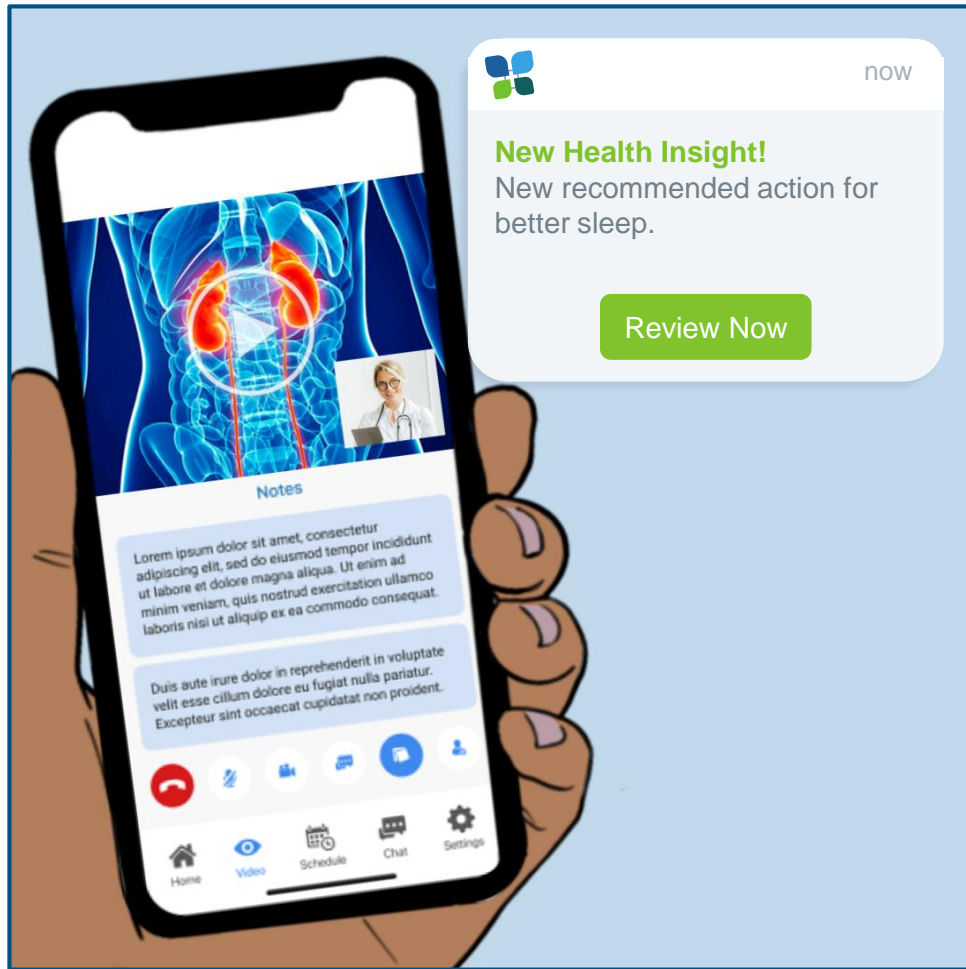 now
New Health Insight!
New recommended action for
better sleep.
Review Now
Notes
Lorem ipsum dolor sit amet, consectetur
adipiscing elit, sed do eiusmod tempor incididunt
ut labore et dolore magna aliqua. Ut enim ad
minim veniam, quis nostrud exercitation ullamco
laboris nisi ut aliquip ex ea commodo consequat.
Duis aute irure dolor in reprehenderit in voluptate
velit esse cillum dolore eu fugiat nulla pariatur.
Excepteur sint occaecat cupidatat non proident.
Home Video Schedule Chat Settings